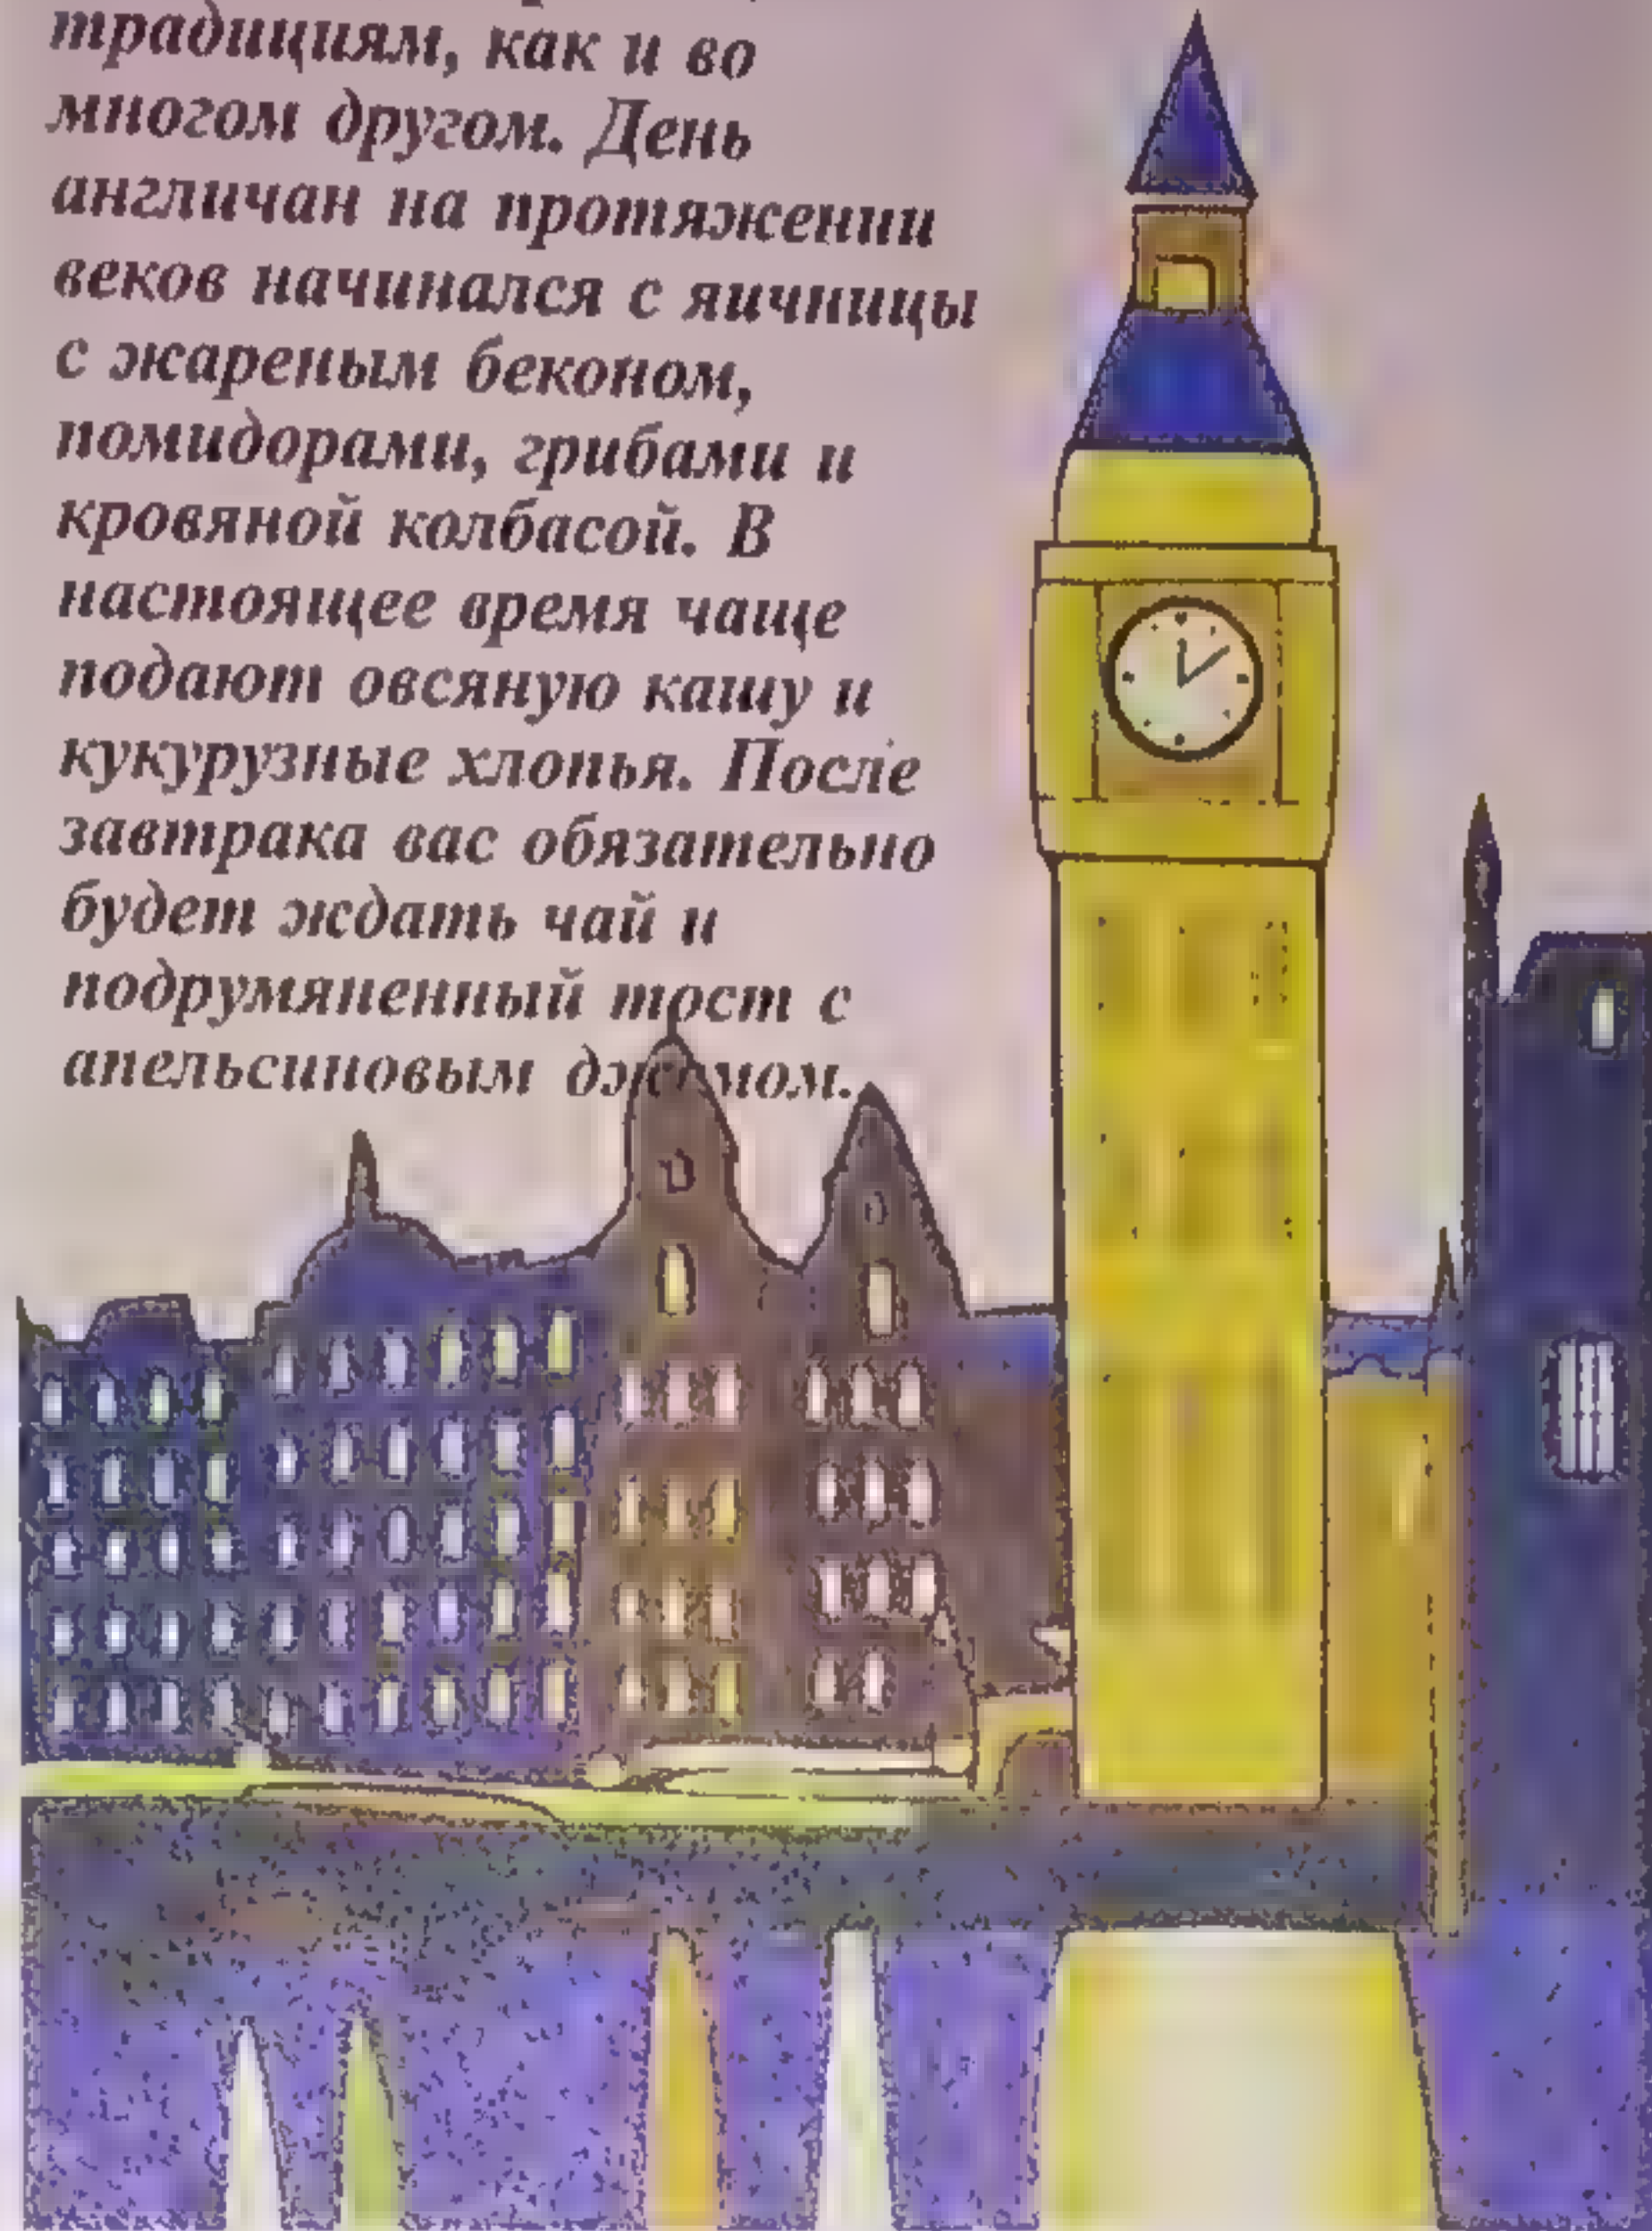 традициям, как и во
многом другом. День
англичан на протяжении
веков начинался с яичницы
с жареным беконом,
помидорами, грибами и
кровяной колбасой. В
настоящее время чаще
подают овсяную кашу и
кукурузные хлопья. После
завтрака вас обязательно
будет ждать чай и
подрумяненный тост с
апельсиновым джемом.